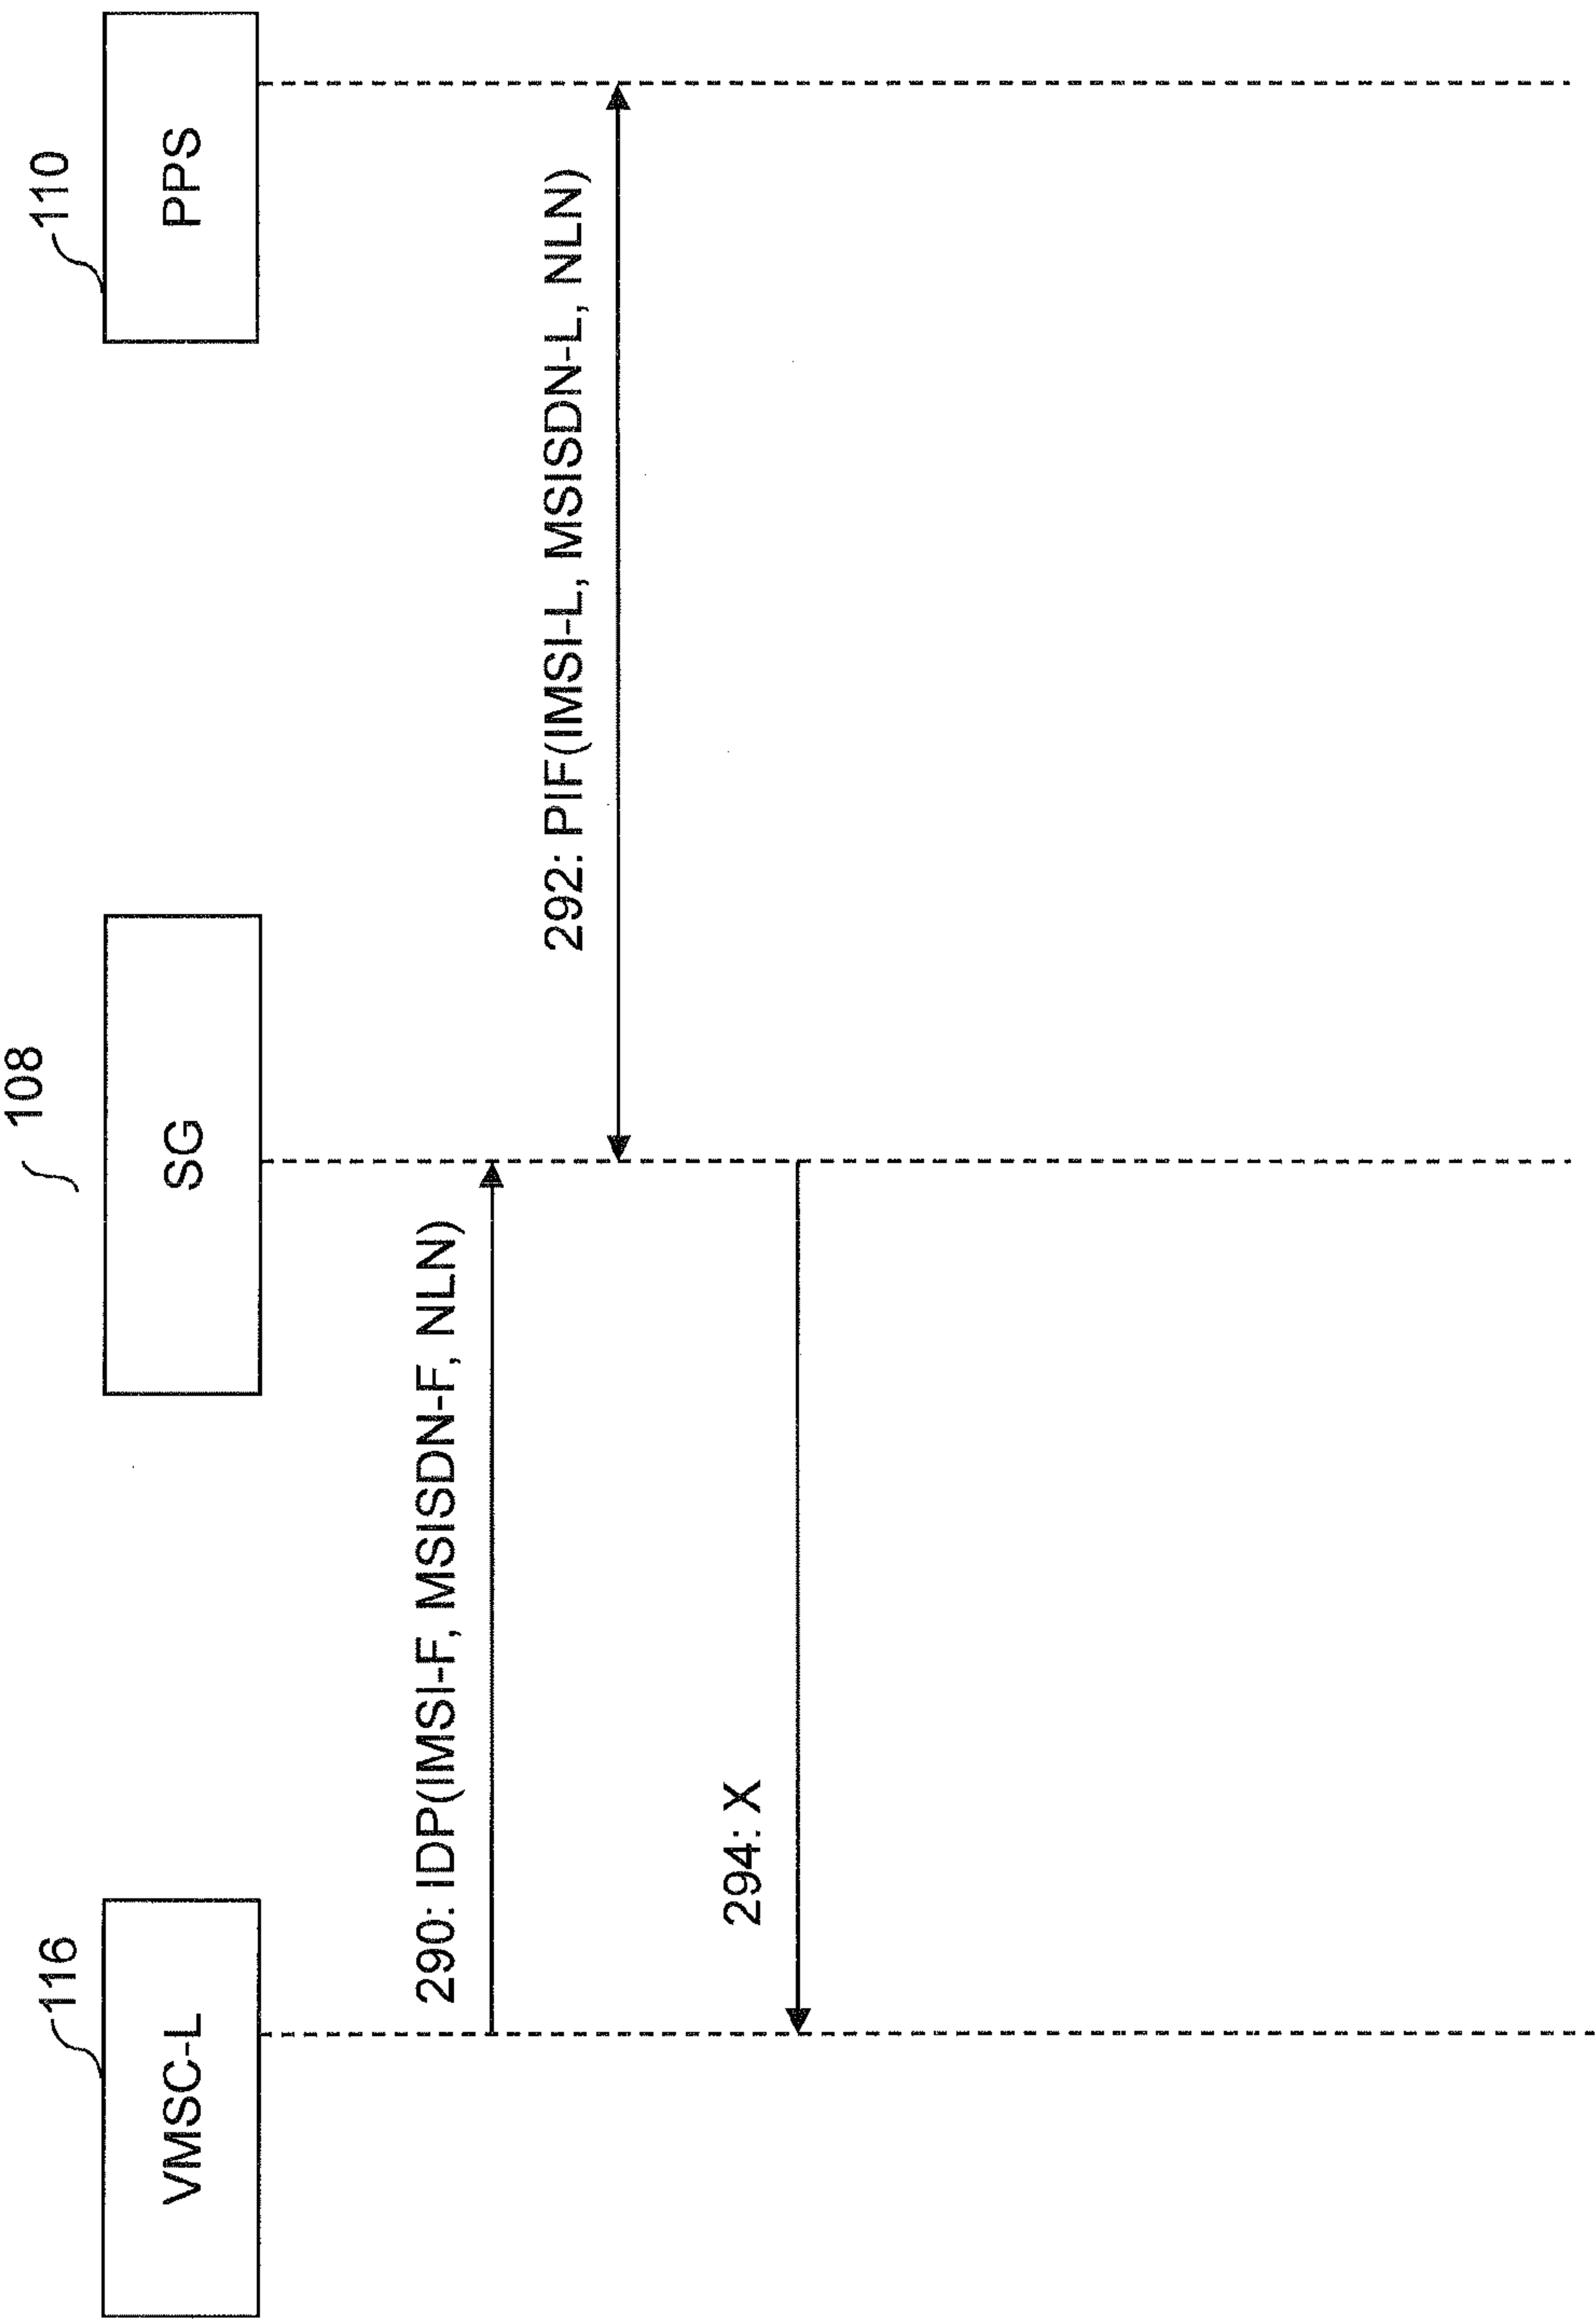 116
108
110
VMSC-L
SG
PPS
290: IDP(IMSI-F, MSISDN-F, NLN)
292: PIF(IMSI-L, MSISDN-L, NLN)
294: X